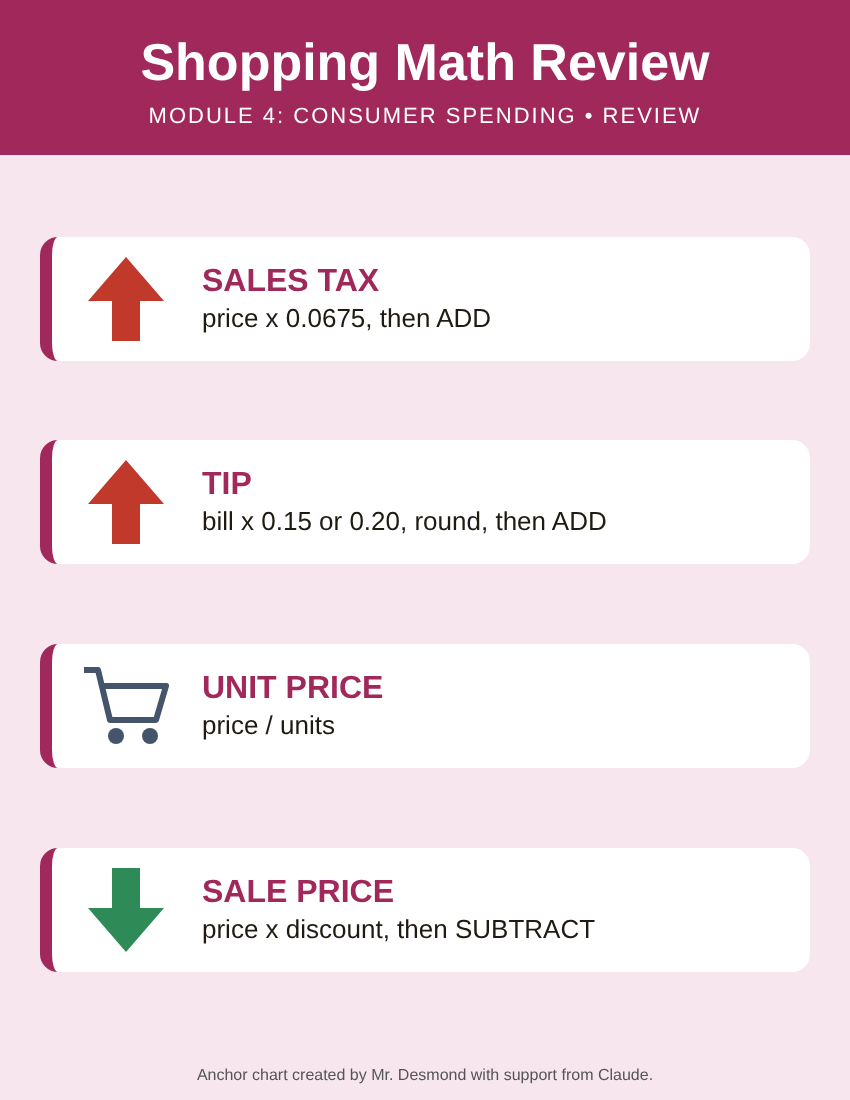 Shopping Math Review
MODULE 4: CONSUMER SPENDING • REVIEW
SALES TAX
price x 0.0675, then ADD
TIP
bill x 0.15 or 0.20, round, then ADD
UNIT PRICE
price / units
SALE PRICE
price x discount, then SUBTRACT
Anchor chart created by Mr. Desmond with support from Claude.